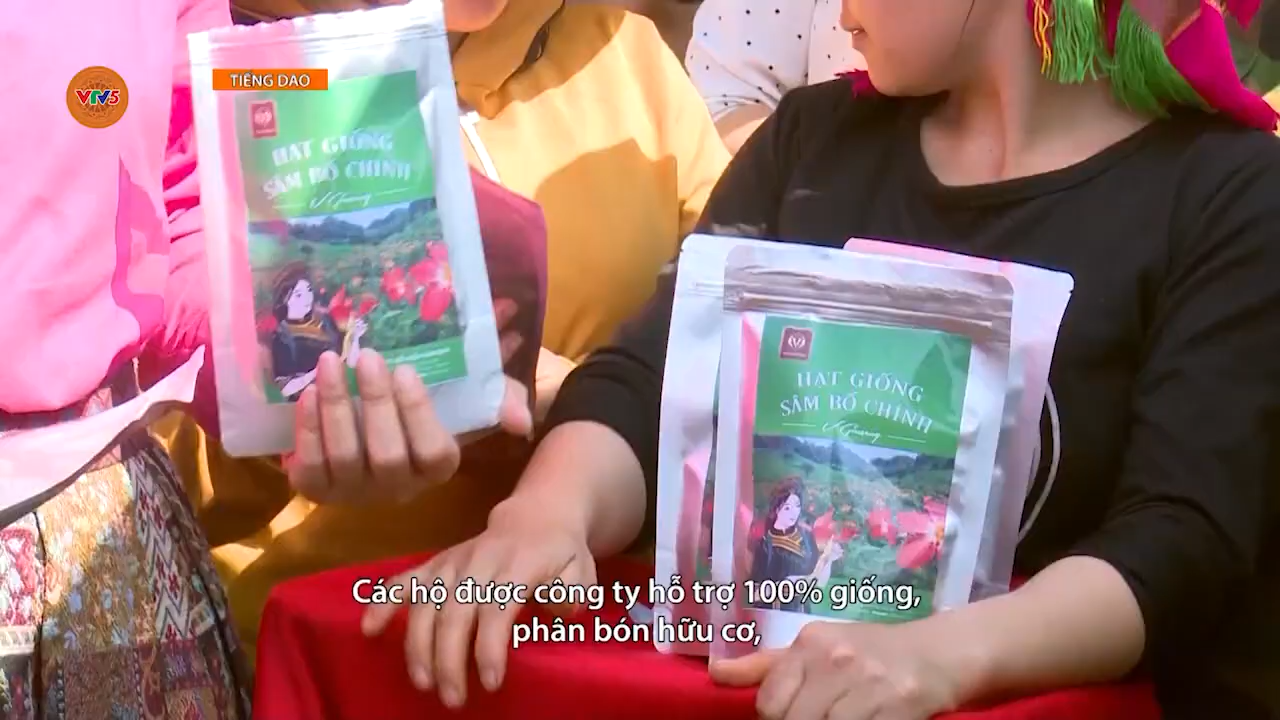 VTV5
TIẾNG DAO
HẠT GIỐNG
SÂM BỐ CHÍNH
HẠT GIỐNG
SÂM BỐ CHÍNH
Các hộ được công ty hỗ trợ 100% giống,
phân bón hữu cơ,